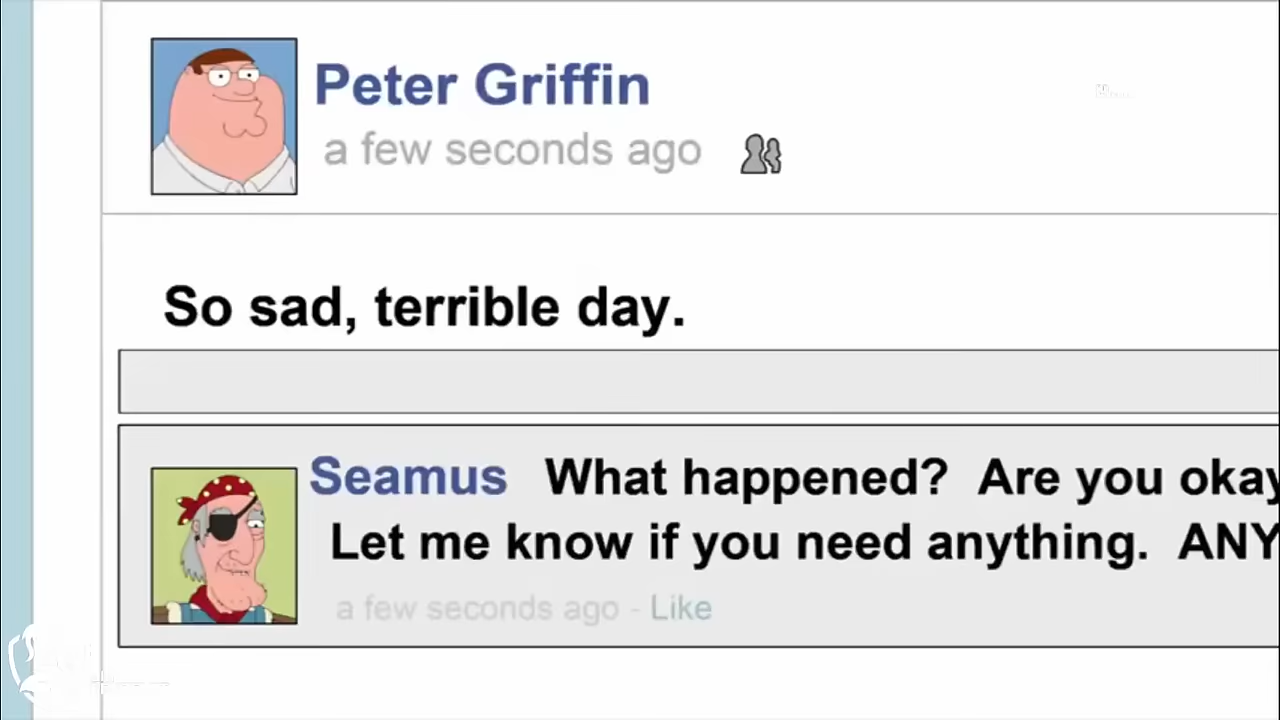 Peter Griffin
a few seconds ago
So sad, terrible day.
Seamus What happened? Are you okay
Let me know if you need anything. ANY
a few seconds ago - Like